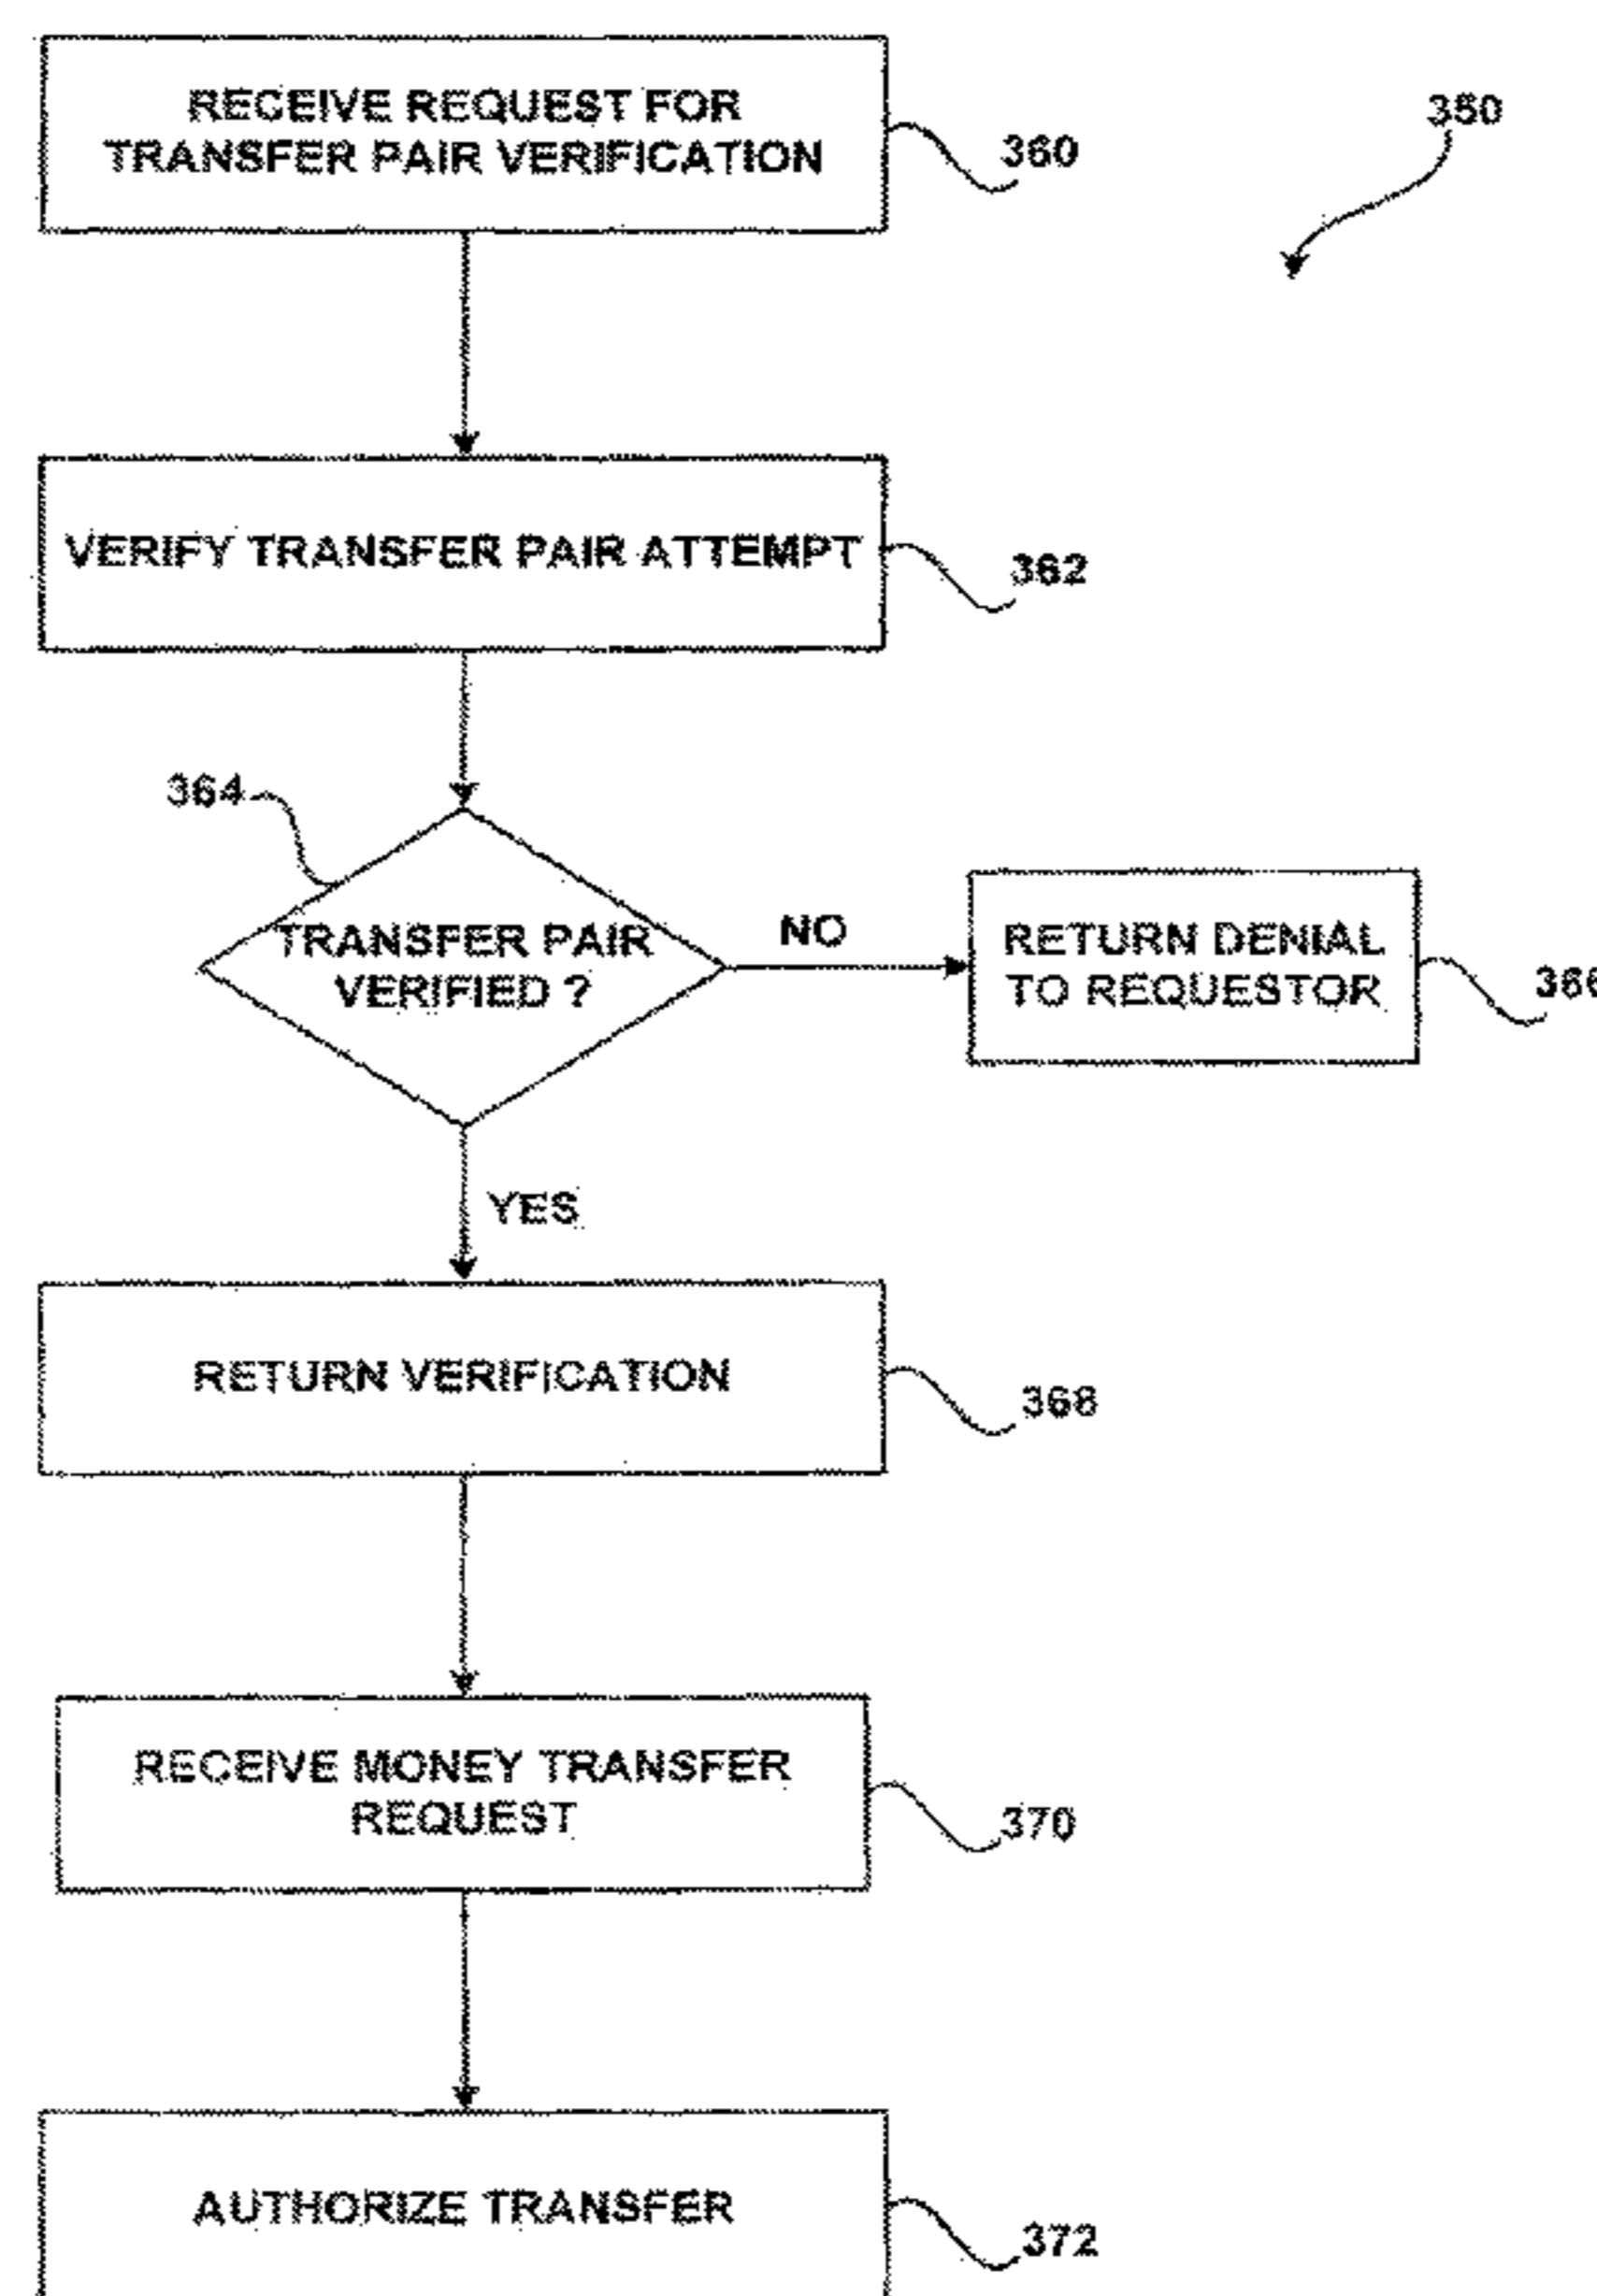 RECEIVE REQUEST FOR
TRANSFER PAIR VERIFICATION
360
350
VERIFY TRANSFER PAIR ATTEMPT
362
364
TRANSFER PAIR
VERIFIED ?
NO
RETURN DENIAL
TO REQUESTOR
366
YES
RETURN VERIFICATION
368
RECEIVE MONEY TRANSFER
REQUEST
370
AUTHORIZE TRANSFER
372